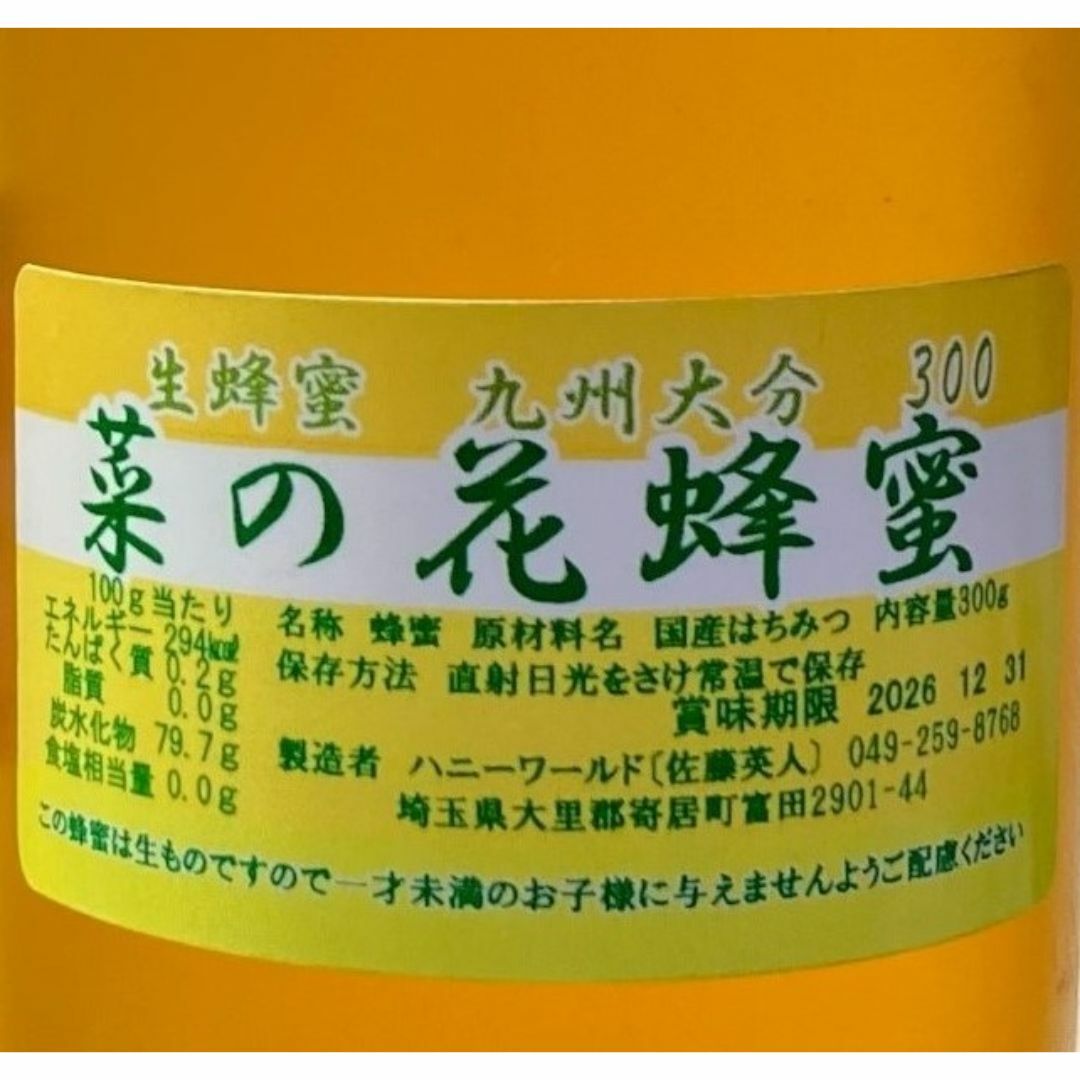 生蜂蜜 九州大分 300
菜の花蜂蜜
100g当たり
エネルギー 294kcal
たんぱく質 0.2g
脂質 0.0g
炭水化物 79.7g
食塩相当量 0.0g
名称 蜂蜜 原材料名 国産はちみつ 内容量300g
保存方法 直射日光をさけ常温で保存
賞味期限 2026 12 31
製造者 ハニーワールド〔佐藤英人〕 049-259-8768
埼玉県大里郡寄居町富田2901-44
この蜂蜜は生ものですので一才未満のお子様に与えませんようご配慮ください